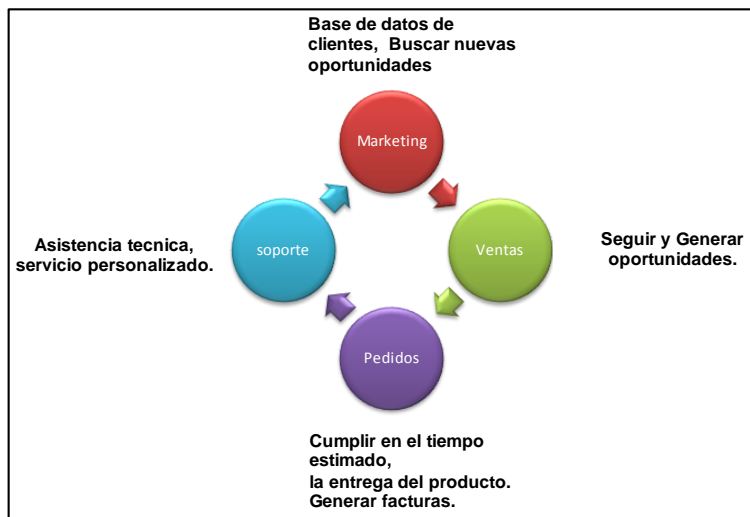 Base de datos de
clientes,  Buscar nuevas
oportunidades
Marketing
Asistencia tecnica,
servicio personalizado.
soporte
Ventas
Seguir y Generar
oportunidades.
Pedidos
Cumplir en el tiempo
estimado,
la entrega del producto.
Generar facturas.